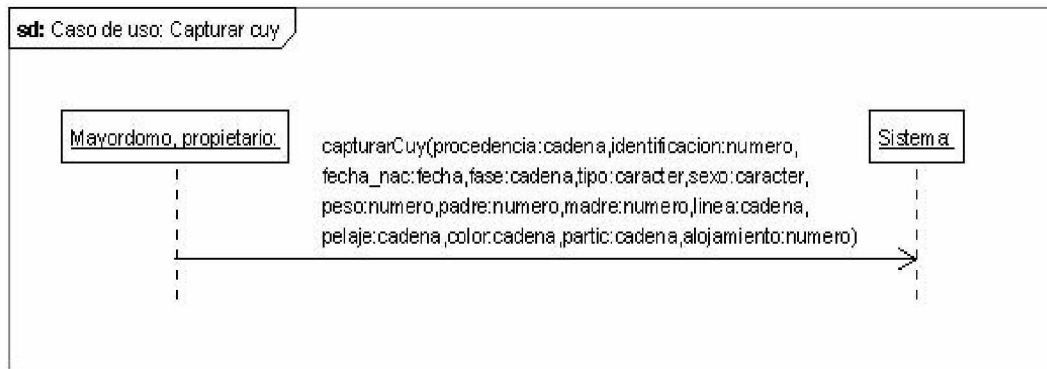 sd: Caso de uso: Capturar cuy
Mayordomo, propietario:
capturarCuy(procedencia:cadena,identificacion:numero,
fecha_nac:fecha,fase:cadena,tipo:caracter,sexo:caracter,
peso:numero,padre:numero,madre:numero,linea:cadena,
pelaje:cadena,color:cadena,partic:cadena,alojamiento:numero)
Sistema: